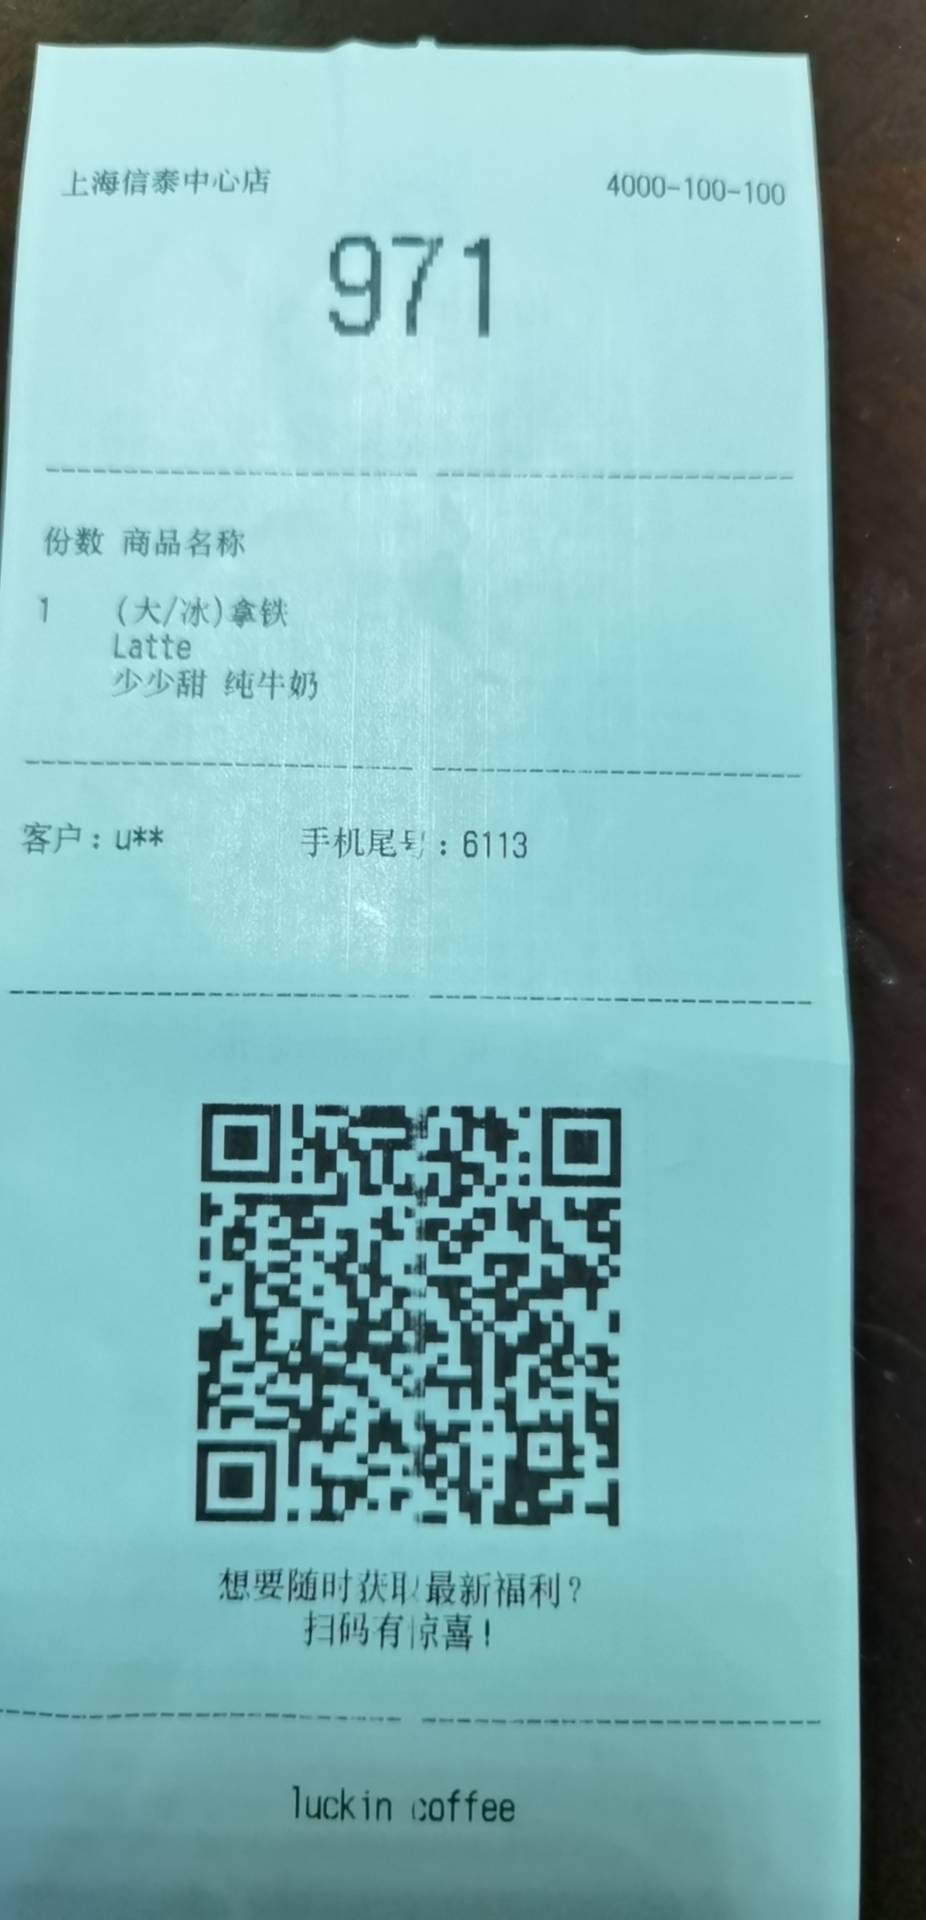 上海信泰中心店 4000-100-100
971
份数 商品名称
1 (大/冰)拿铁
Latte
少少甜 纯牛奶
客户:u** 手机尾号:6113
想要随时获取最新福利?
扫码有惊喜!
luckin coffee